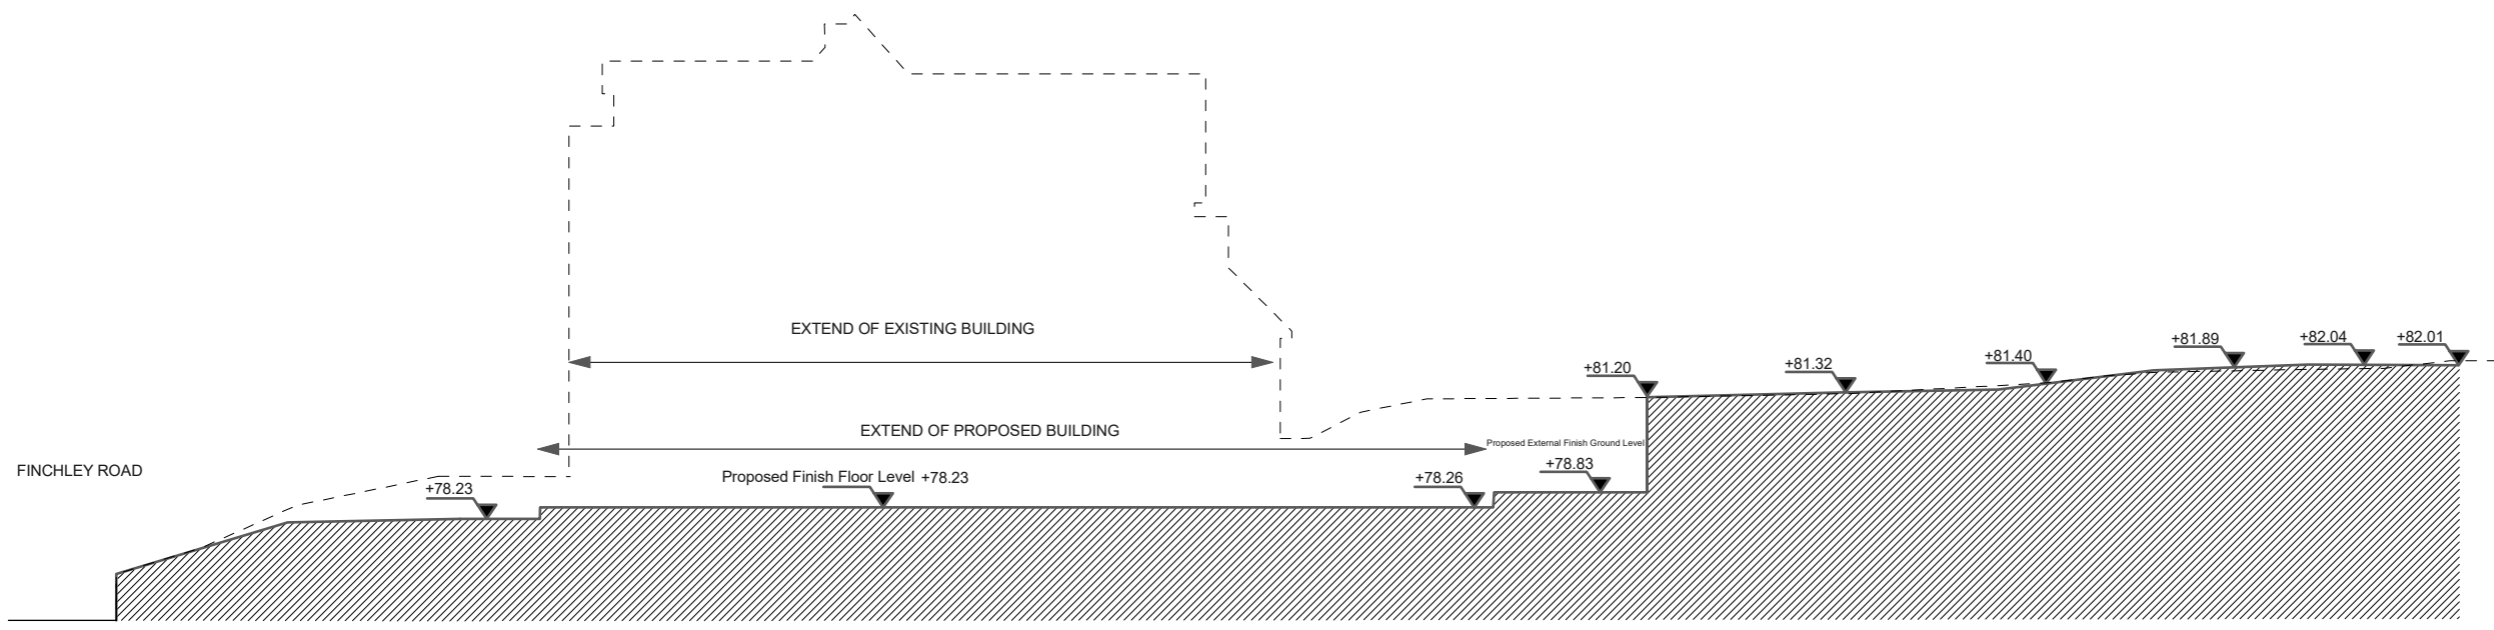 EXTEND OF EXISTING BUILDING
+81.89
+82.04
+82.01
+81.40
+81.32
+81.20
EXTEND OF PROPOSED BUILDING
Proposed External Finish Ground Level
FINCHLEY ROAD
+78.83
Proposed Finish Floor Level +78.23
+78.26
+78.23